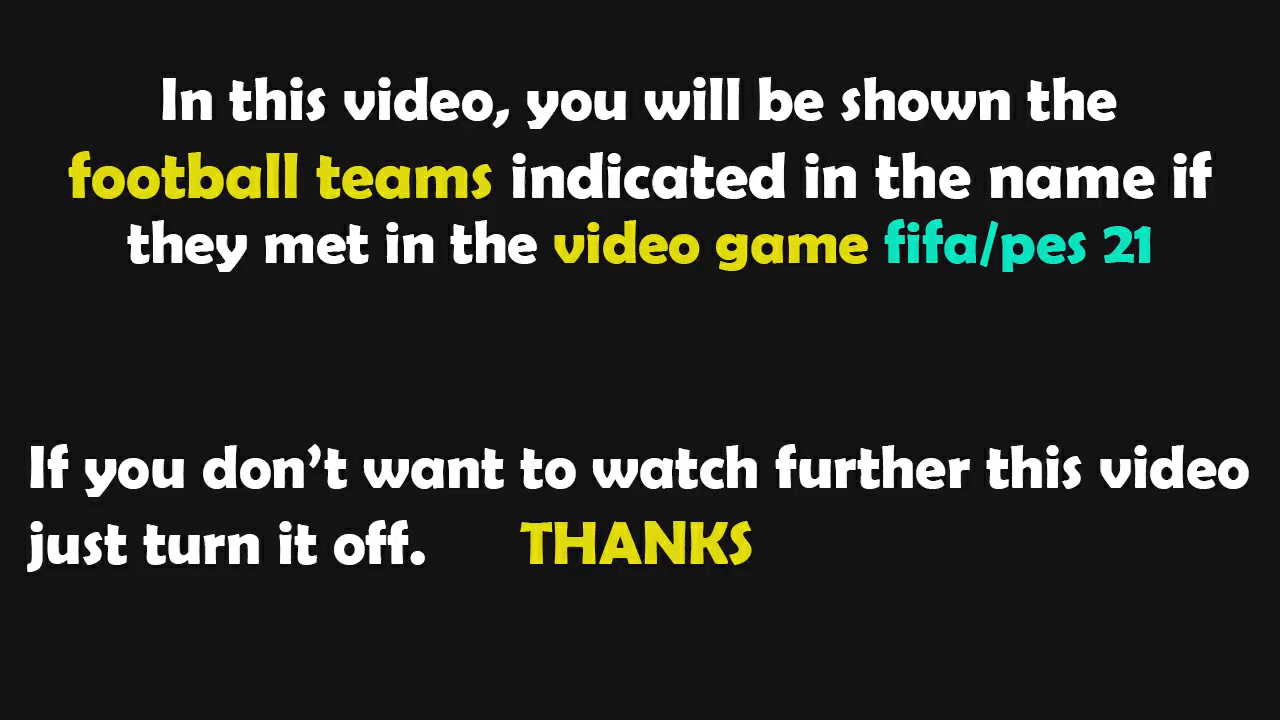 In this video, you will be shown the
football teams indicated in the name if
they met in the video game fifa/pes 21
If you don't want to watch further this video
just turn it off. THANKS